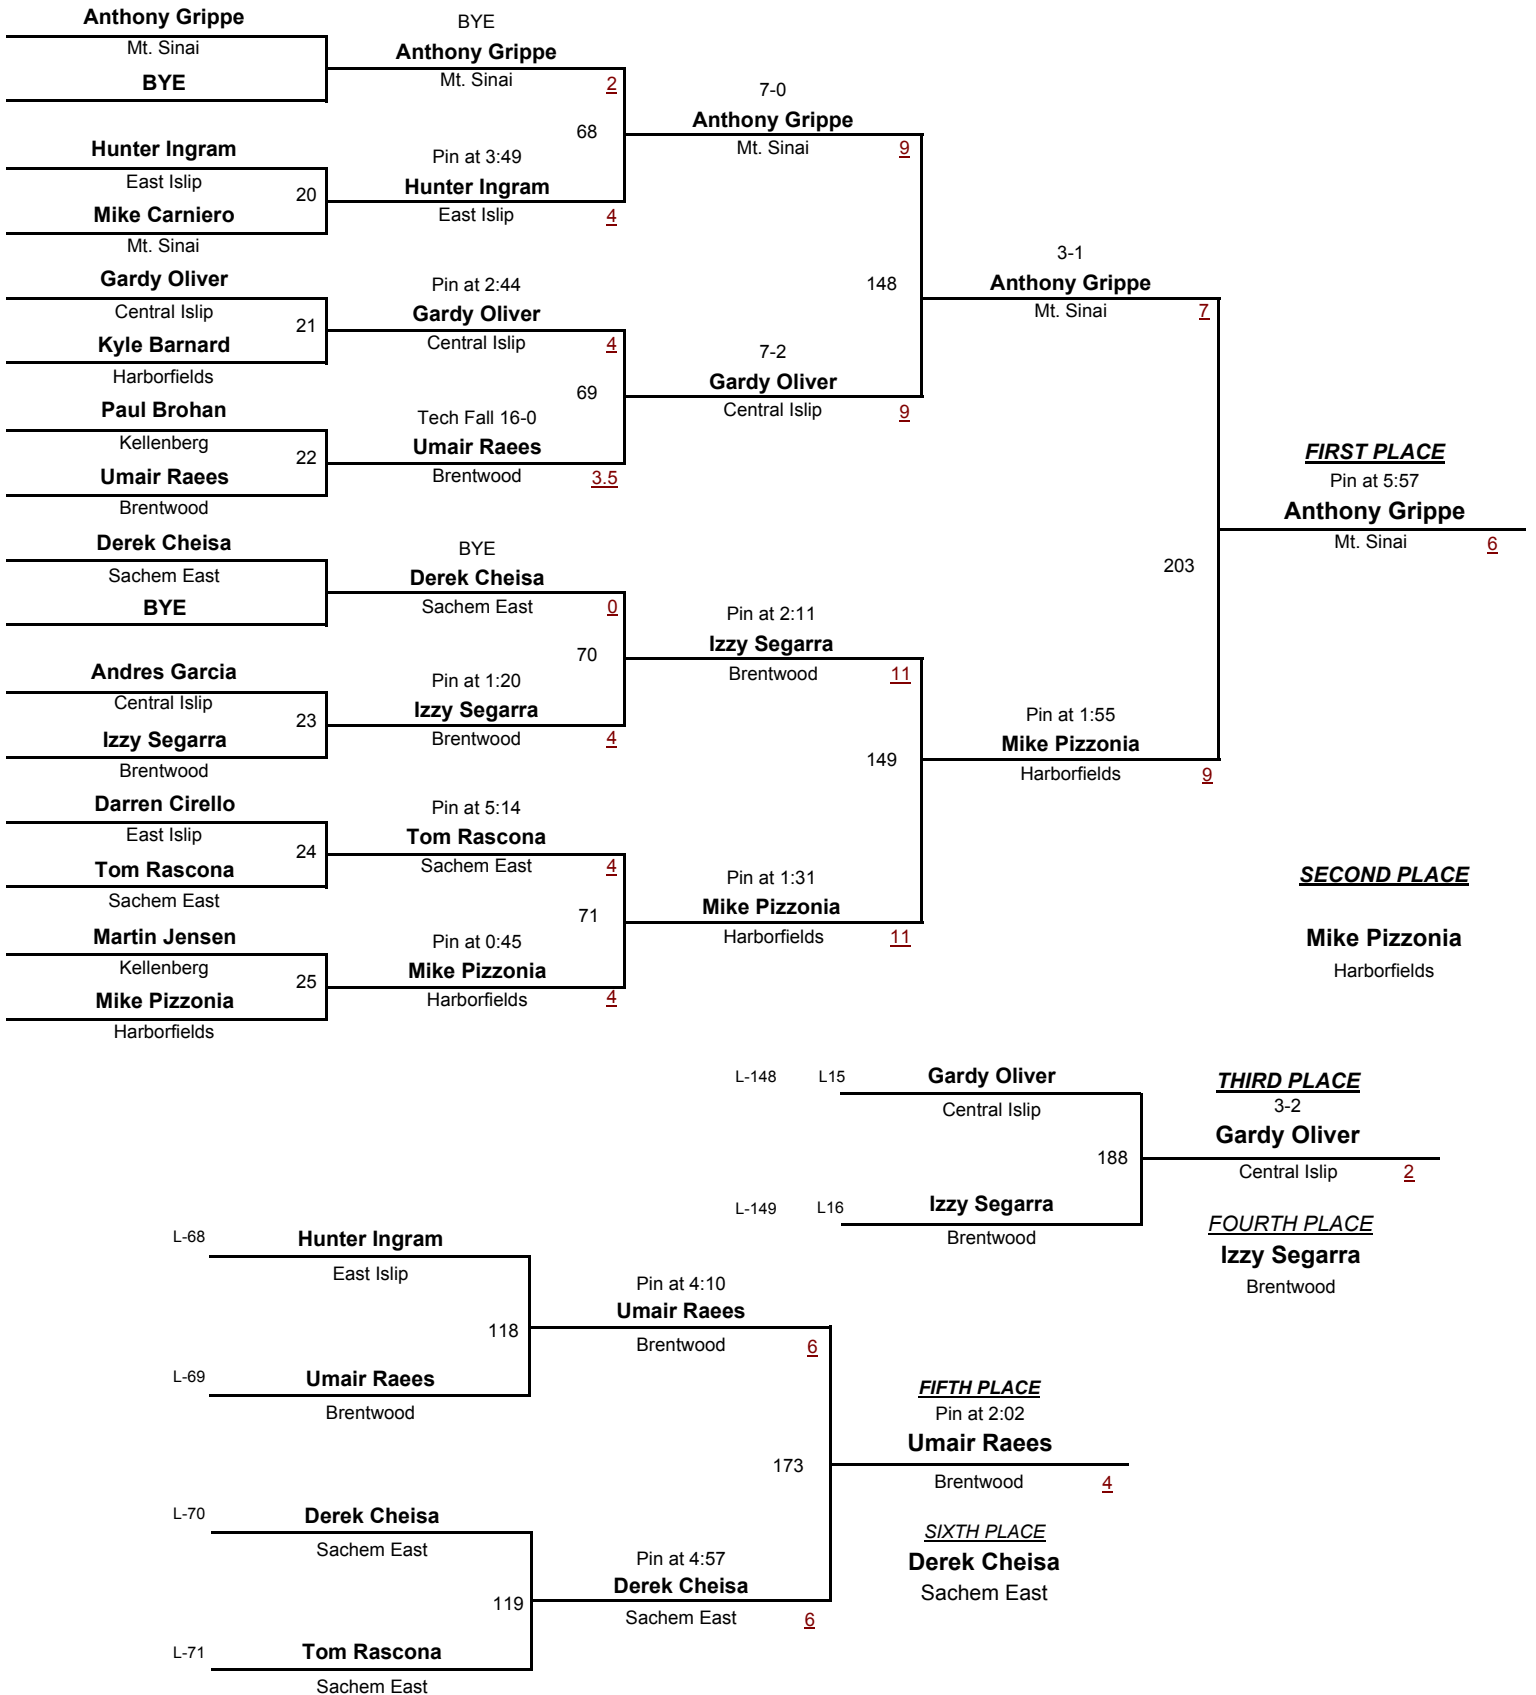 Anthony Grippe
Mt. Sinai
BYE
Hunter Ingram
East Islip
20
Mike Carniero
Mt. Sinai
Gardy Oliver
Central Islip
21
Kyle Barnard
Harborfields
Paul Brohan
Kellenberg
22
Umair Raees
Brentwood
Derek Cheisa
Sachem East
BYE
Andres Garcia
Central Islip
23
Izzy Segarra
Brentwood
Darren Cirello
East Islip
24
Tom Rascona
Sachem East
Martin Jensen
Kellenberg
25
Mike Pizzonia
Harborfields
BYE
Anthony Grippe
Mt. Sinai 2
68
Pin at 3:49
Hunter Ingram
East Islip 4
Pin at 2:44
Gardy Oliver
Central Islip 4
69
Tech Fall 16-0
Umair Raees
Brentwood 3.5
BYE
Derek Cheisa
Sachem East 0
70
Pin at 1:20
Izzy Segarra
Brentwood 4
Pin at 5:14
Tom Rascona
Sachem East 4
71
Pin at 0:45
Mike Pizzonia
Harborfields 4
7-0
Anthony Grippe
Mt. Sinai 9
148
7-2
Gardy Oliver
Central Islip 9
Pin at 2:11
Izzy Segarra
Brentwood 11
149
Pin at 1:31
Mike Pizzonia
Harborfields 11
3-1
Anthony Grippe
Mt. Sinai 7
203
Pin at 1:55
Mike Pizzonia
Harborfields 9
FIRST PLACE
Pin at 5:57
Anthony Grippe
Mt. Sinai 6
SECOND PLACE
Mike Pizzonia
Harborfields
L-148 L15 Gardy Oliver
Central Islip
188
L-149 L16 Izzy Segarra
Brentwood
THIRD PLACE
3-2
Gardy Oliver
Central Islip 2
FOURTH PLACE
Izzy Segarra
Brentwood
L-68 Hunter Ingram
East Islip
118
L-69 Umair Raees
Brentwood
L-70 Derek Cheisa
Sachem East
119
L-71 Tom Rascona
Sachem East
Pin at 4:10
Umair Raees
Brentwood 6
173
Pin at 4:57
Derek Cheisa
Sachem East 6
FIFTH PLACE
Pin at 2:02
Umair Raees
Brentwood 4
SIXTH PLACE
Derek Cheisa
Sachem East